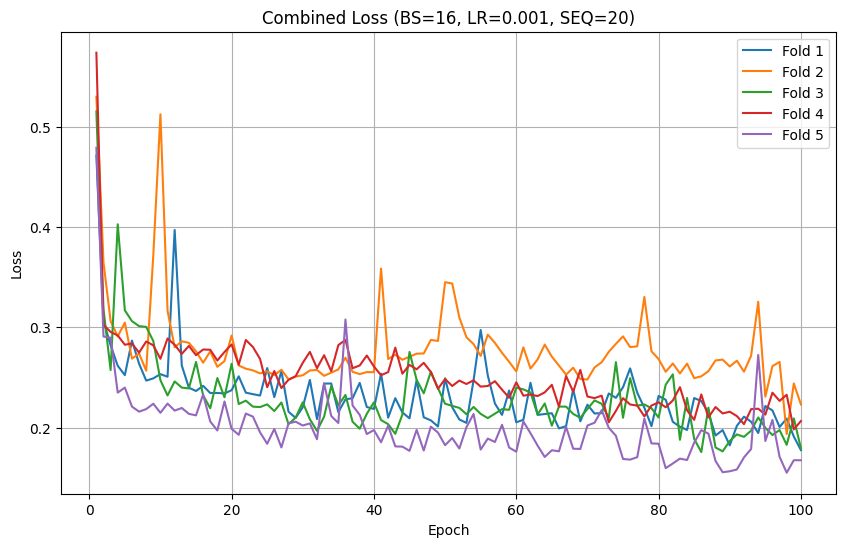 Combined Loss (BS=16, LR=0.001, SEQ=20)
Fold 1
Fold 2
Fold 3
Fold 4
Fold 5
Loss
0.5
0.4
0.3
0.2
0 20 40 60 80 100
Epoch